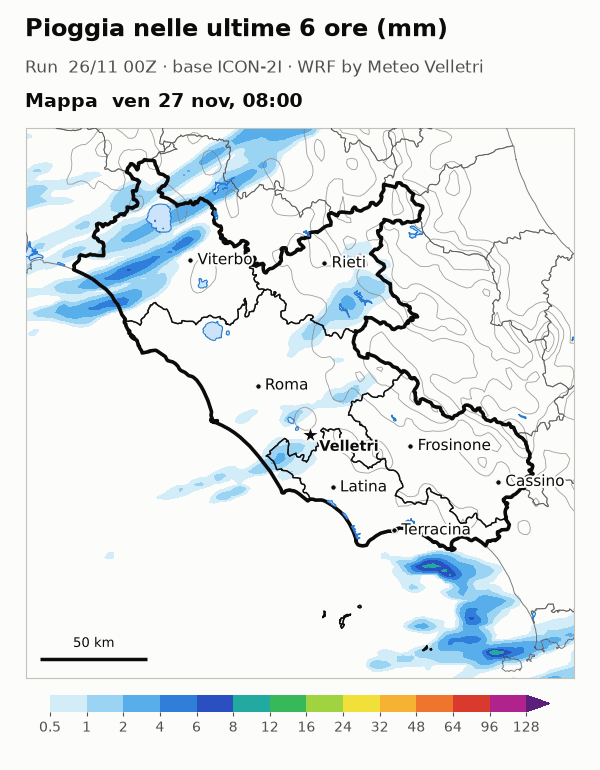 Pioggia nelle ultime 6 ore (mm)
Run  26/11 00Z · base ICON-2I · WRF by Meteo Velletri
Mappa  ven 27 nov, 08:00
Viterbo
Rieti
Roma
Velletri
Frosinone
Latina
Cassino
Terracina
50 km
0.5 1 2 4 6 8 12 16 24 32 48 64 96 128